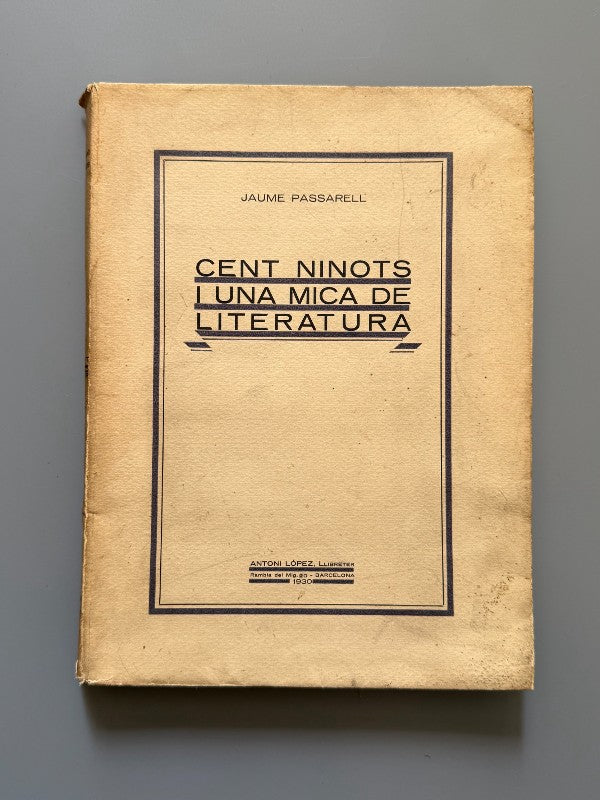 JAUME PASSARELL
CENT NINOTS
I UNA MICA DE
LITERATURA
ANTONI LÓPEZ, LLIBRETER
Rambla del Mig, 20 - BARCELONA
1930